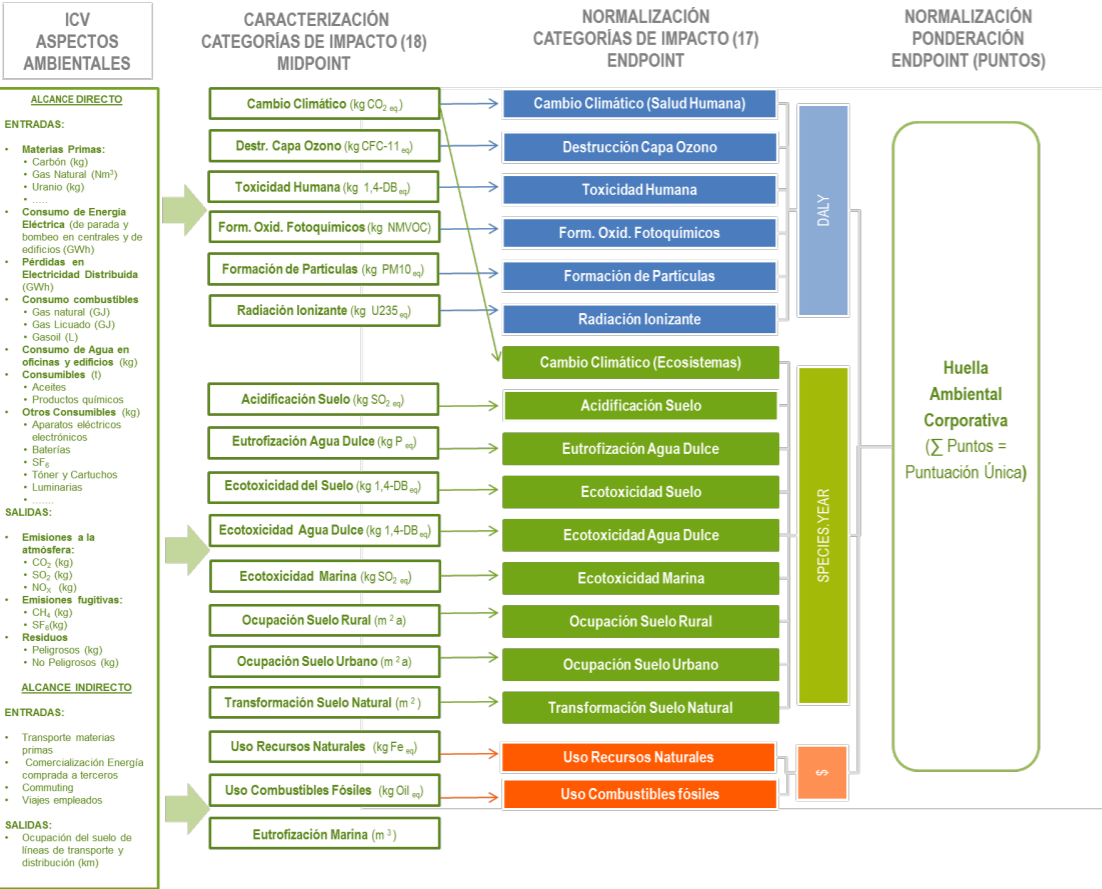 ICV
ASPECTOS
AMBIENTALES
CARACTERIZACIÓN
CATEGORÍAS DE IMPACTO (18)
MIDPOINT
NORMALIZACIÓN
CATEGORÍAS DE IMPACTO (17)
ENDPOINT
NORMALIZACIÓN
PONDERACIÓN
ENDPOINT (PUNTOS)
ALCANCE DIRECTO
ENTRADAS:
• Materias Primas:
• Carbón (kg)
• Gas Natural (Nm³)
• Uranio (kg)
• .....
• Consumo de Energía
Eléctrica (de parada y
bombeo en centrales y de
edificios (GWh)
• Pérdidas en
Electricidad Distribuida
(GWh)
• Consumo combustibles
• Gas natural (GJ)
• Gas Licuado (GJ)
• Gasoil (L)
• Consumo de Agua en
oficinas y edificios (kg)
• Consumibles (t)
• Aceites
• Productos químicos
• Otros Consumibles (kg)
• Aparatos eléctricos
electrónicos
• Baterías
• SF₆
• Tóner y Cartuchos
• Luminarias
• .......
SALIDAS:
• Emisiones a la
atmósfera:
• CO₂ (kg)
• SO₂ (kg)
• NOₓ (kg)
• Emisiones fugitivas:
• CH₄ (kg)
• SF₆(kg)
• Residuos
• Peligrosos (kg)
• No Peligrosos (kg)
ALCANCE INDIRECTO
ENTRADAS:
• Transporte materias
primas
• Comercialización Energía
comprada a terceros
• Commuting
• Viajes empleados
SALIDAS:
• Ocupación del suelo de
líneas de transporte y
distribución (km)
Cambio Climático (kg CO₂ eq.)
Destr. Capa Ozono (kg CFC-11 eq)
Toxicidad Humana (kg 1,4-DB eq)
Form. Oxid. Fotoquímicos (kg NMVOC)
Formación de Partículas (kg PM10 eq)
Radiación Ionizante (kg U235 eq)
Acidificación Suelo (kg SO₂ eq)
Eutrofización Agua Dulce (kg P eq)
Ecotoxicidad del Suelo (kg 1,4-DB eq)
Ecotoxicidad Agua Dulce (kg 1,4-DB eq)
Ecotoxicidad Marina (kg SO₂ eq)
Ocupación Suelo Rural (m² a)
Ocupación Suelo Urbano (m² a)
Transformación Suelo Natural (m²)
Uso Recursos Naturales (kg Fe eq)
Uso Combustibles Fósiles (kg Oil eq)
Eutrofización Marina (m³)
Cambio Climático (Salud Humana)
Destrucción Capa Ozono
Toxicidad Humana
Form. Oxid. Fotoquímicos
Formación de Partículas
Radiación Ionizante
Cambio Climático (Ecosistemas)
Acidificación Suelo
Eutrofización Agua Dulce
Ecotoxicidad Suelo
Ecotoxicidad Agua Dulce
Ecotoxicidad Marina
Ocupación Suelo Rural
Ocupación Suelo Urbano
Transformación Suelo Natural
Uso Recursos Naturales
Uso Combustibles fósiles
DALY
SPECIES.YEAR
$
Huella
Ambiental
Corporativa
(∑ Puntos =
Puntuación Única)